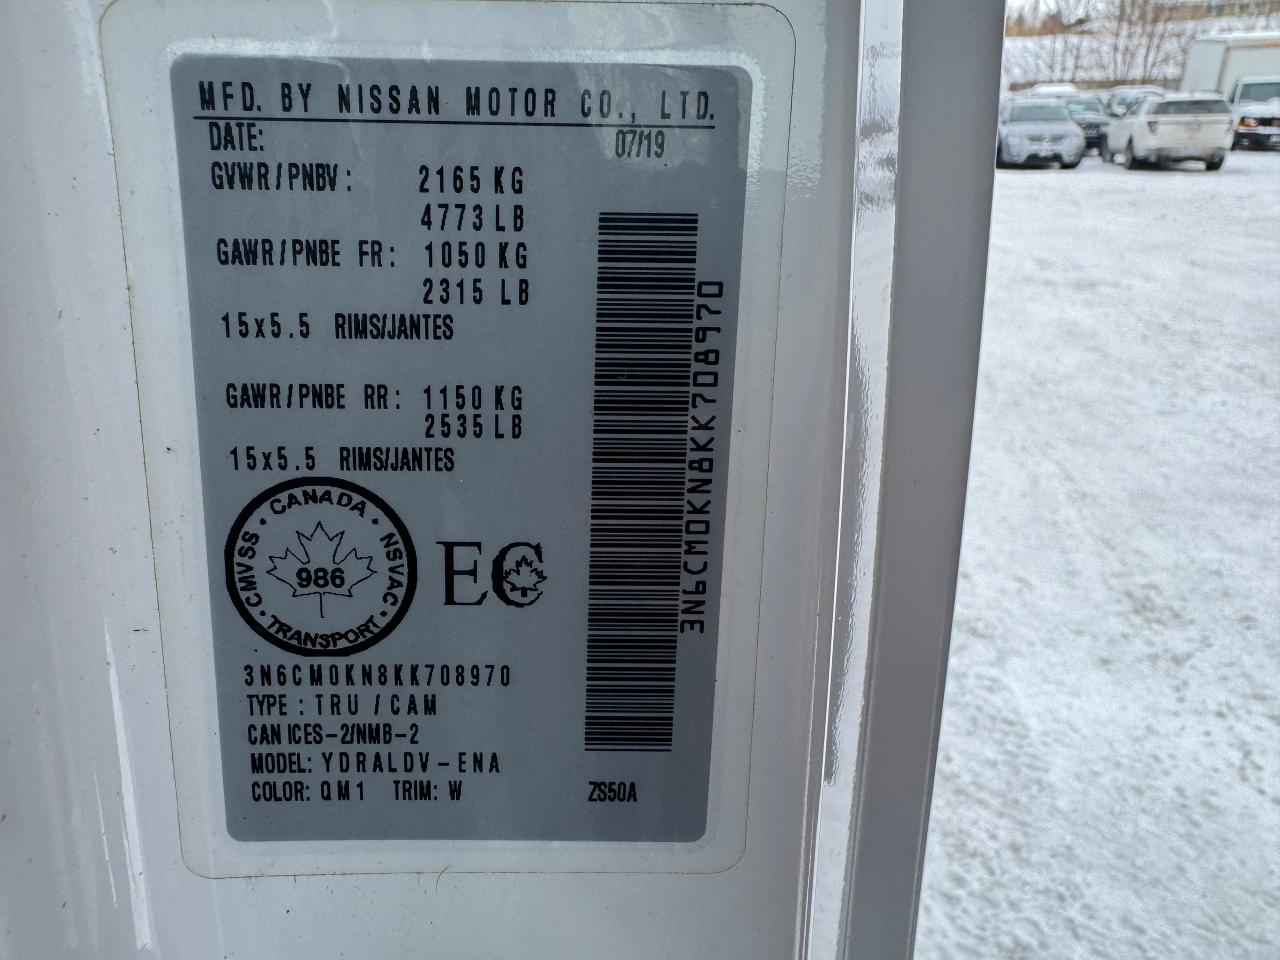 MFD. BY NISSAN MOTOR CO., LTD.
DATE: 07/19
GVWR/PNBV: 2165 KG
4773 LB
GAWR/PNBE FR: 1050 KG
2315 LB
15x5.5 RIMS/JANTES
GAWR/PNBE RR: 1150 KG
2535 LB
15x5.5 RIMS/JANTES
CANADA
CMVSS · NSVAC
986
TRANSPORT
EC
3N6CM0KN8KK708970
TYPE: TRU/CAM
CAN ICES-2/NMB-2
MODEL: YDRALDV-ENA
COLOR: QM1 TRIM: W ZS50A
3N6CM0KN8KK708970